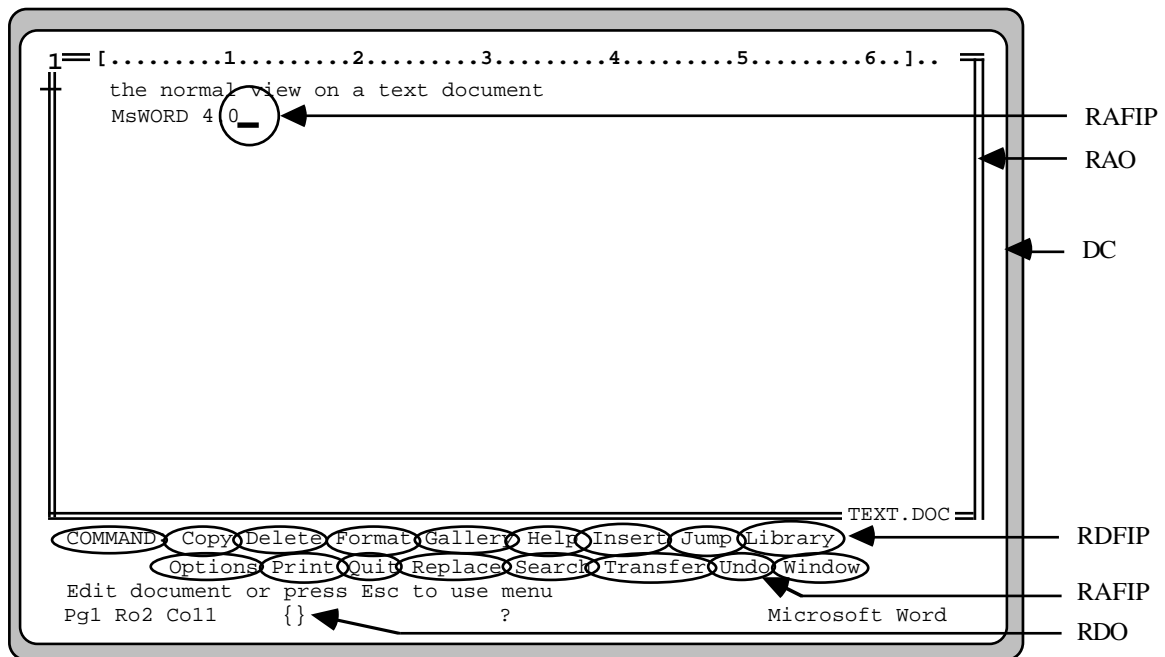 1 [.........1.........2.........3.........4.........5.........6..]..
the normal view on a text document
MsWORD 4 0_
RAFIP
RAO
DC
TEXT.DOC
COMMAND Copy Delete Format Gallery Help Insert Jump Library
RDFIP
Options Print Quit Replace Search Transfer Undo Window
Edit document or press Esc to use menu
RAFIP
Pg1 Ro2 Co11 {} ? Microsoft Word
RDO